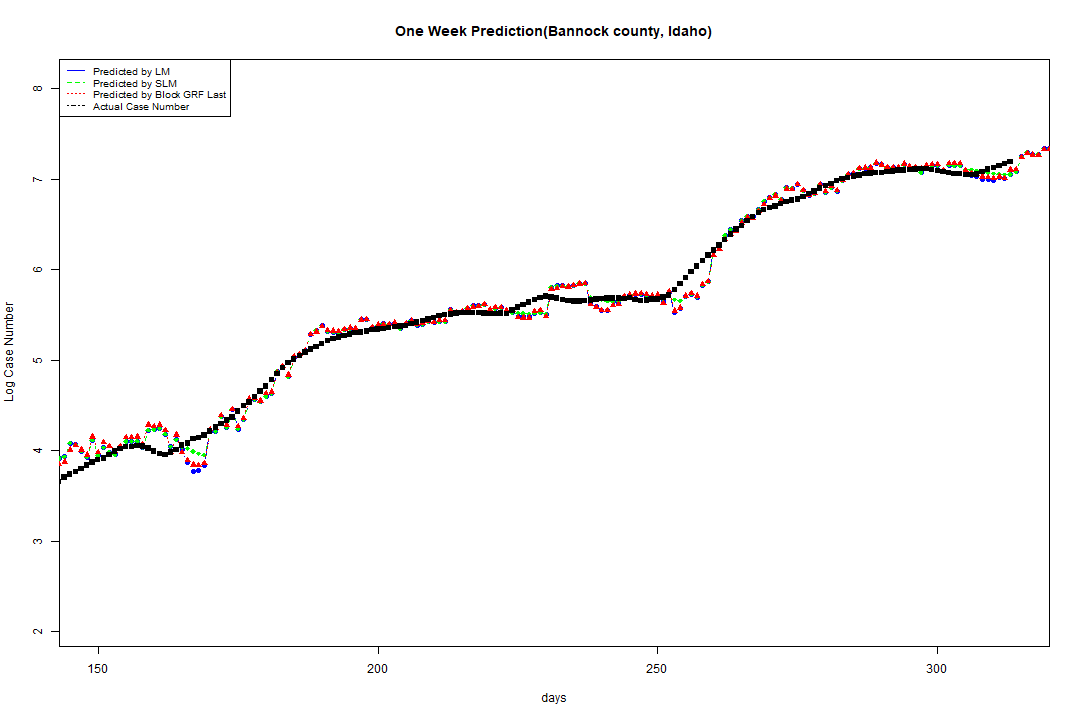 One Week Prediction(Bannock county, Idaho)
Predicted by LM
Predicted by SLM
Predicted by Block GRF Last
Actual Case Number
8
7
6
5
4
3
2
Log Case Number
150 200 250 300
days